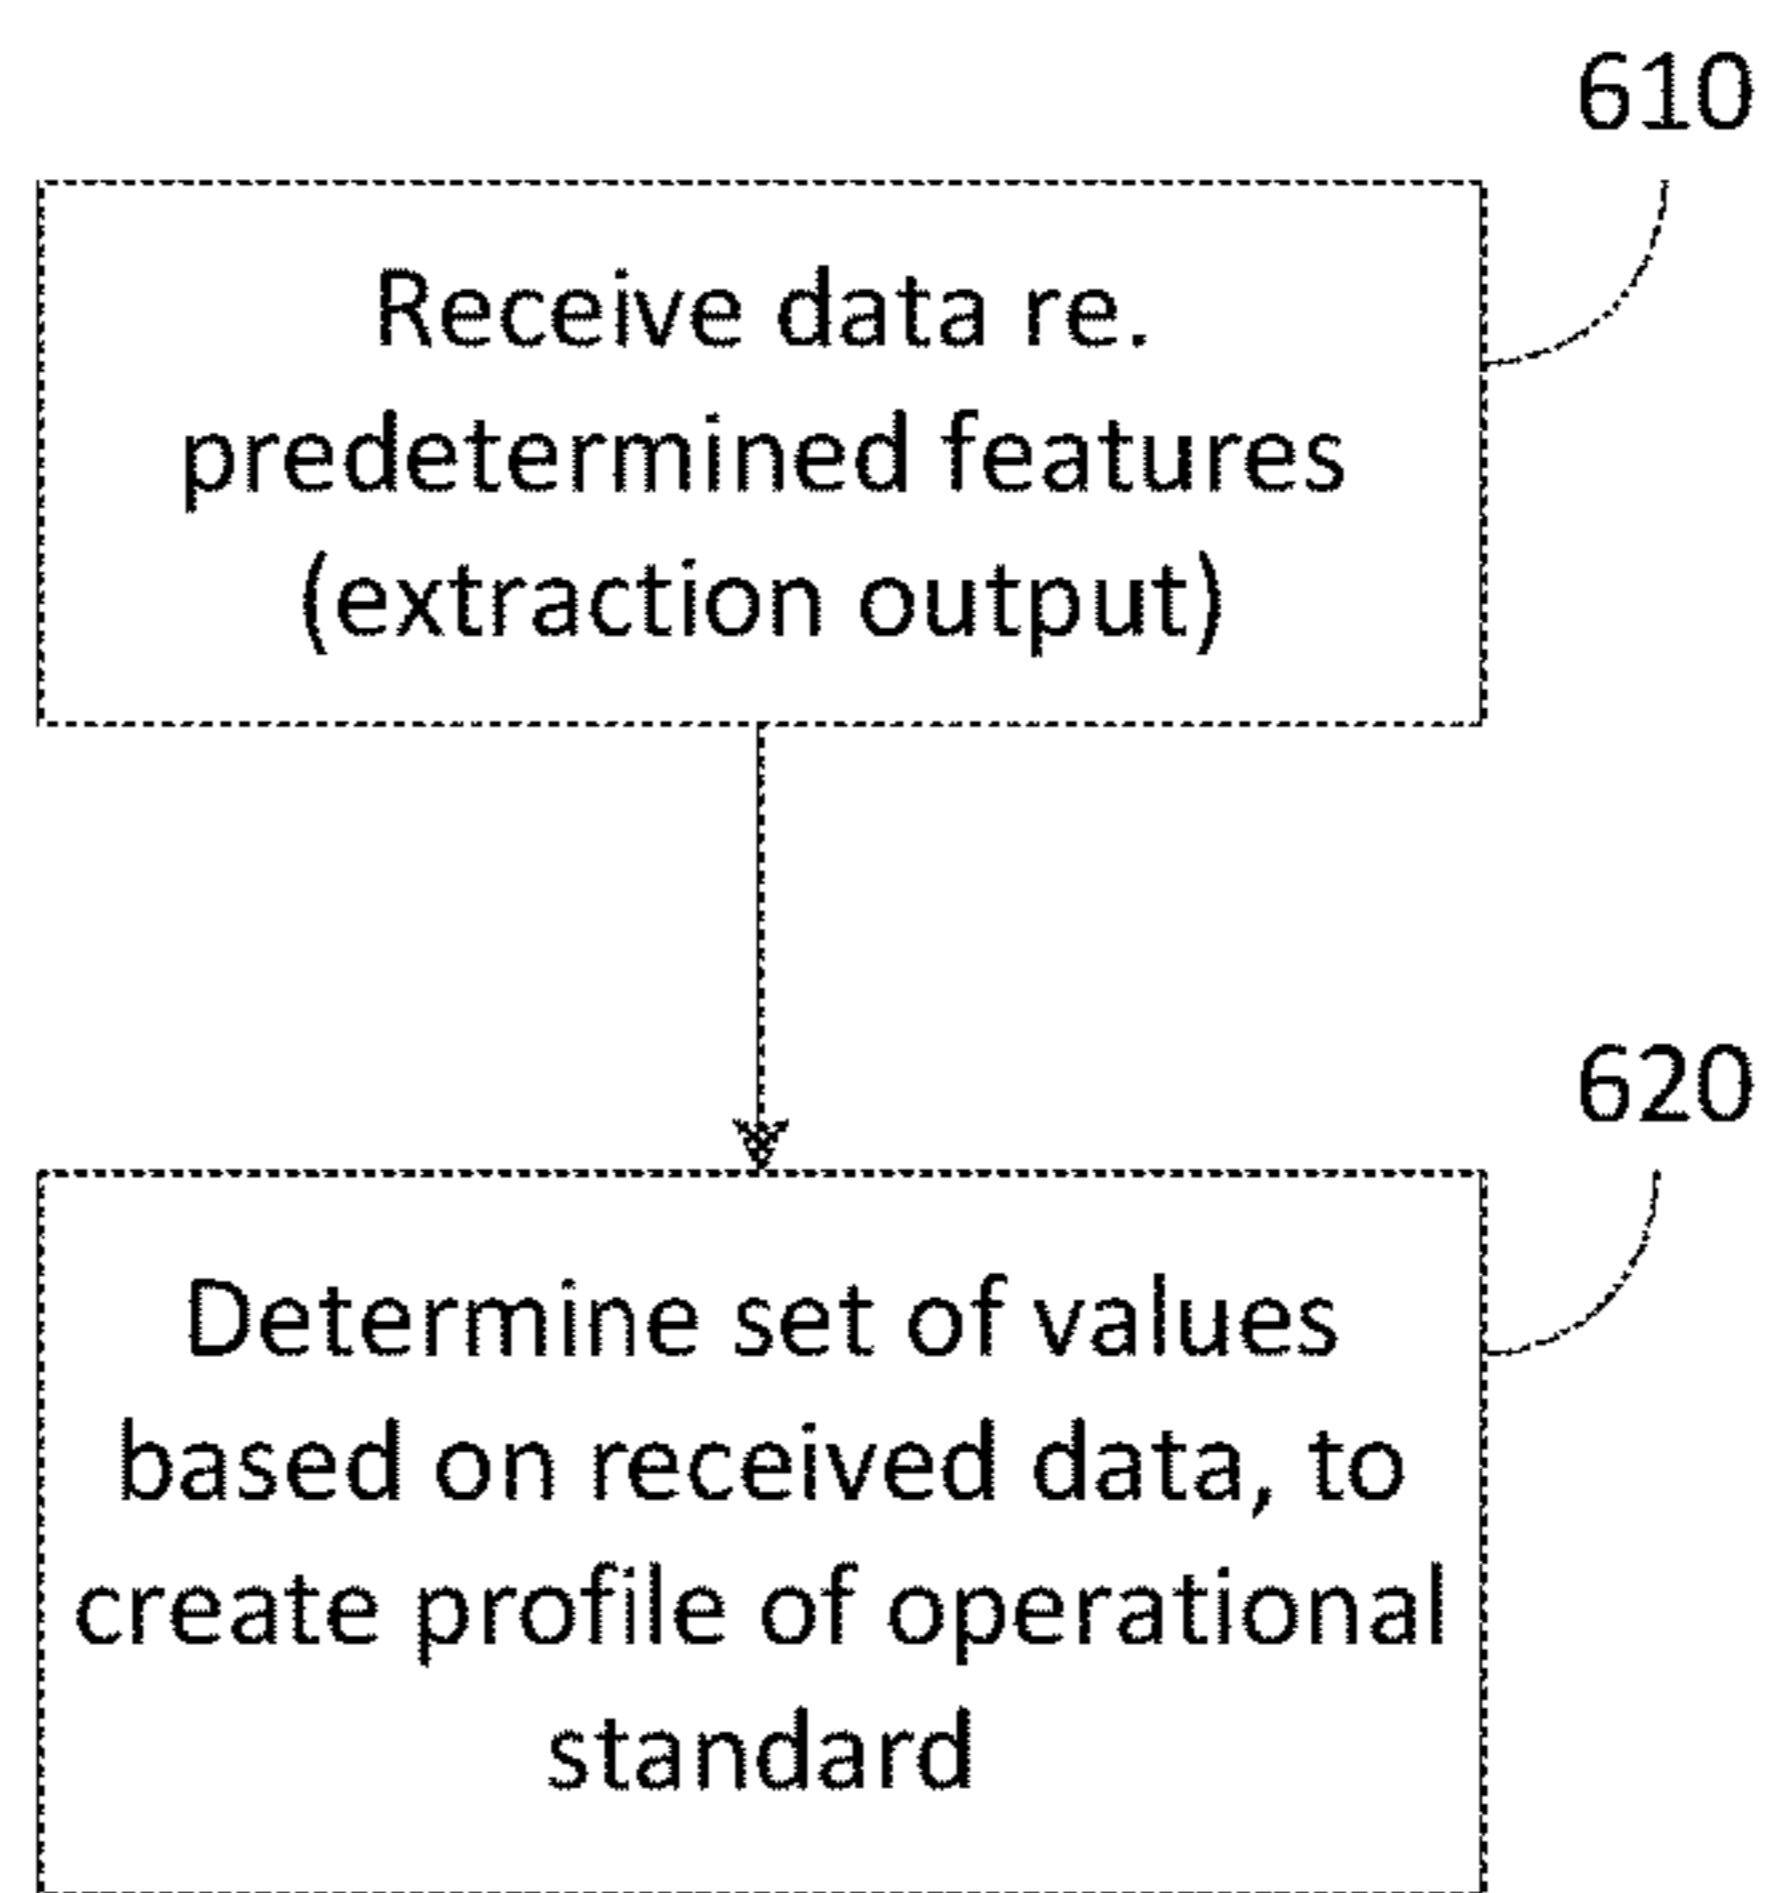 610
Receive data re.
predetermined features
(extraction output)
620
Determine set of values
based on received data, to
create profile of operational
standard